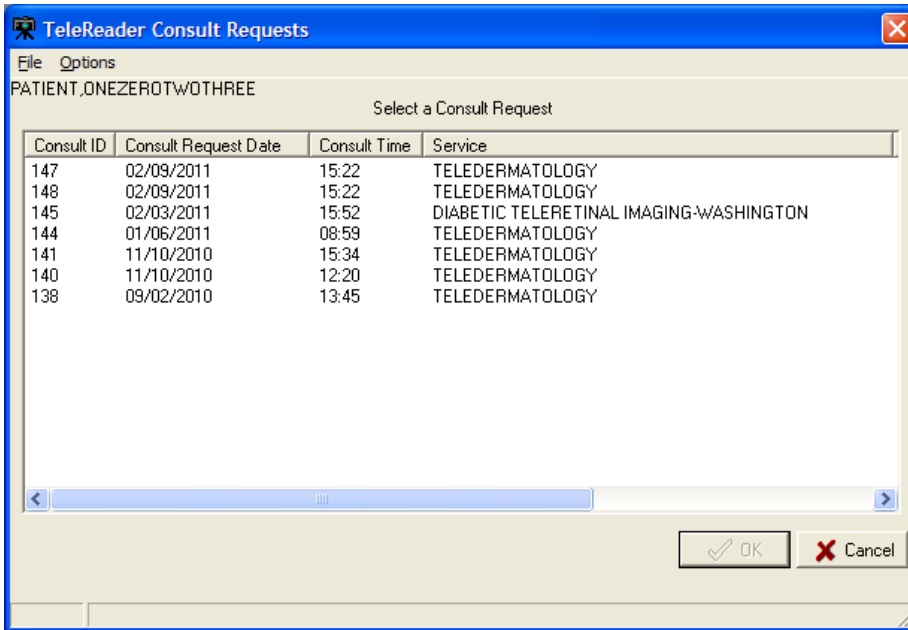 TeleReader Consult Requests
File Options
PATIENT,ONEZEROTWOTHREE
Select a Consult Request
Consult ID Consult Request Date Consult Time Service
147 02/09/2011 15:22 TELEDERMATOLOGY
148 02/09/2011 15:22 TELEDERMATOLOGY
145 02/03/2011 15:52 DIABETIC TELERETINAL IMAGING-WASHINGTON
144 01/06/2011 08:59 TELEDERMATOLOGY
141 11/10/2010 15:34 TELEDERMATOLOGY
140 11/10/2010 12:20 TELEDERMATOLOGY
138 09/02/2010 13:45 TELEDERMATOLOGY
OK Cancel